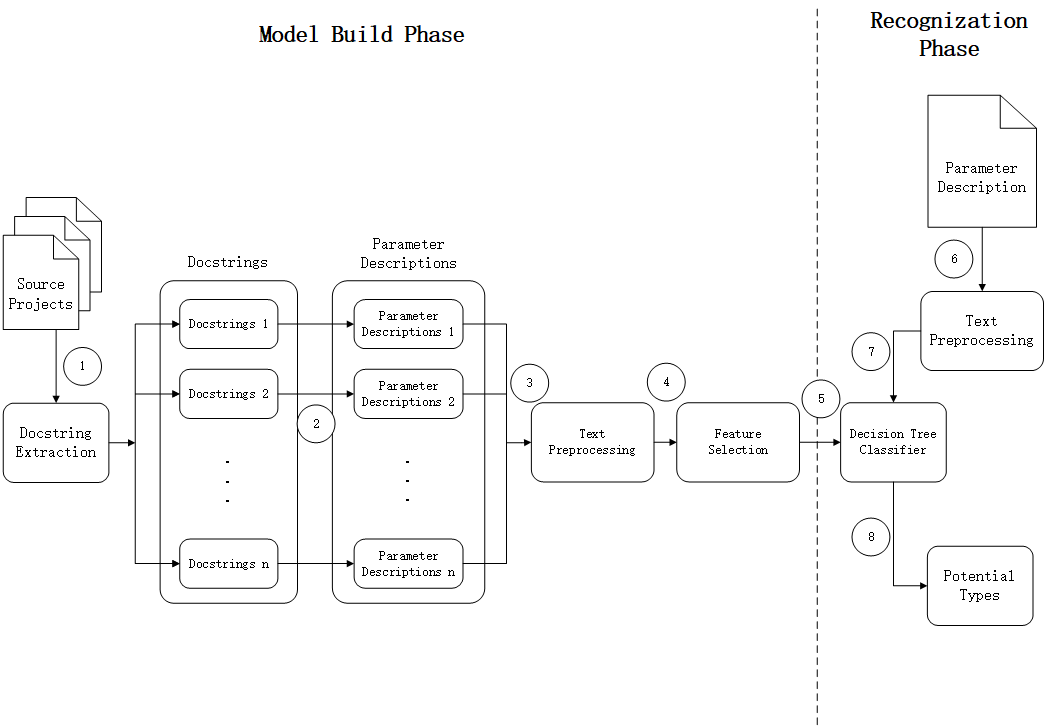 Model Build Phase
Recognization
Phase
Source
Projects
1
Docstring
Extraction
Docstrings
Docstrings 1
Docstrings 2
.
.
.
Docstrings n
2
Parameter
Descriptions
Parameter
Descriptions 1
Parameter
Descriptions 2
.
.
.
Parameter
Descriptions n
3
Text
Preprocessing
4
Feature
Selection
5
Parameter
Description
6
Text
Preprocessing
7
Decision Tree
Classifier
8
Potential
Types